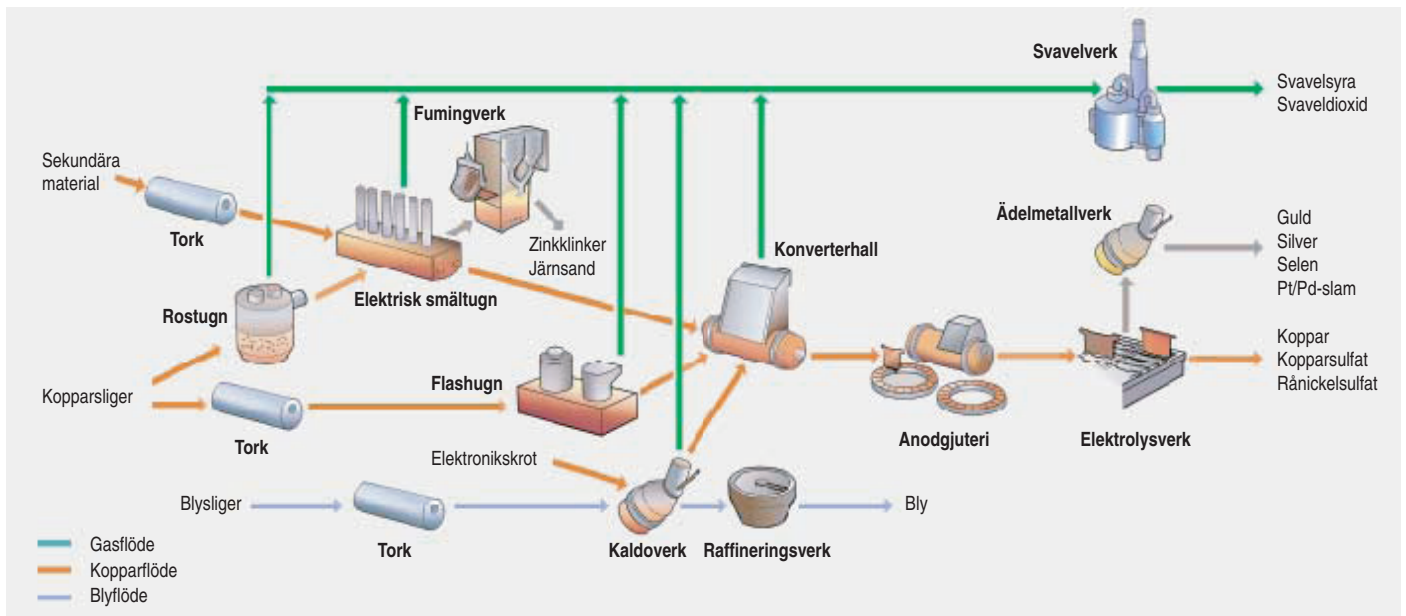 Svavelverk
Svavelsyra
Svaveldioxid
Fumingverk
Sekundära
material
Tork
Zinkklinker
Järnsand
Elektrisk smältugn
Rostugn
Ädelmetallverk
Guld
Silver
Selen
Pt/Pd-slam
Konverterhall
Kopparsliger
Tork
Flashugn
Anodgjuteri
Elektrolysverk
Koppar
Kopparsulfat
Rånickelsulfat
Elektronikskrot
Blysliger
Tork
Kaldoverk
Raffineringsverk
Bly
Gasflöde
Kopparflöde
Blyflöde